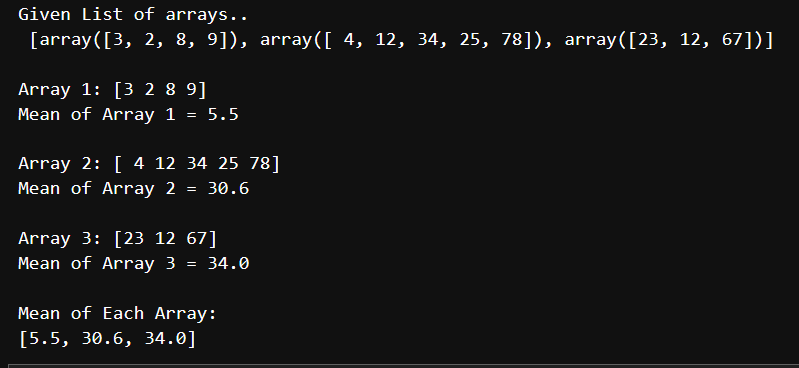 Given List of arrays..
[array([3, 2, 8, 9]), array([ 4, 12, 34, 25, 78]), array([23, 12, 67])]
Array 1: [3 2 8 9]
Mean of Array 1 = 5.5
Array 2: [ 4 12 34 25 78]
Mean of Array 2 = 30.6
Array 3: [23 12 67]
Mean of Array 3 = 34.0
Mean of Each Array:
[5.5, 30.6, 34.0]